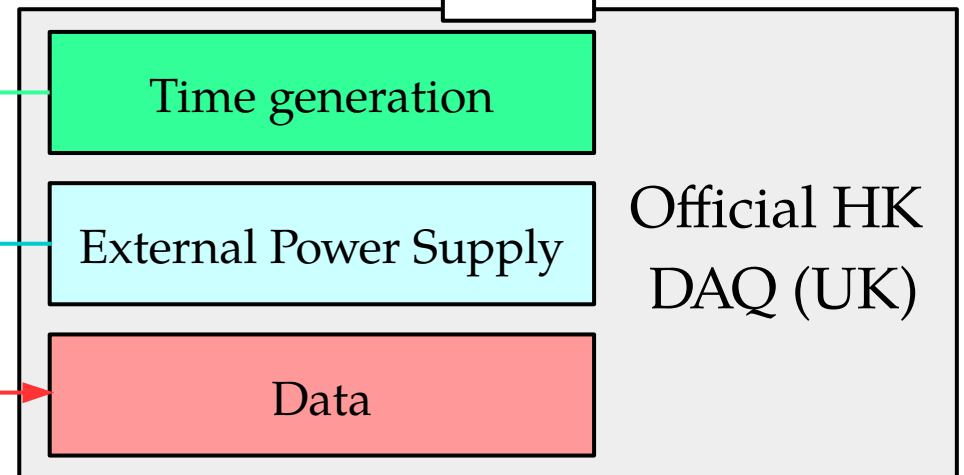 Time generation
External Power Supply
Data
Official HK
DAQ (UK)